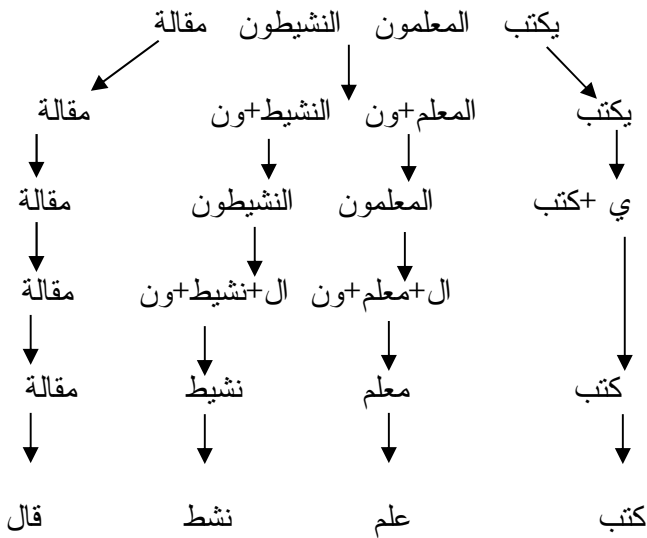 يكتب المعلمون النشيطون مقالة
يكتب المعلم+ون النشيط+ون مقالة
ي +كتب المعلمون النشيطون مقالة
ال+معلم+ون ال+نشيط+ون مقالة
كتب معلم نشيط مقالة
كتب علم نشط قال